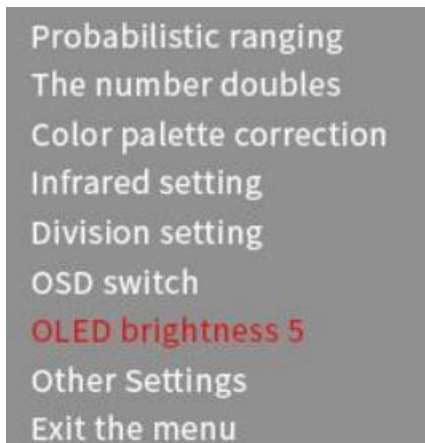 Probabilistic ranging
The number doubles
Color palette correction
Infrared setting
Division setting
OSD switch
OLED brightness 5
Other Settings
Exit the menu